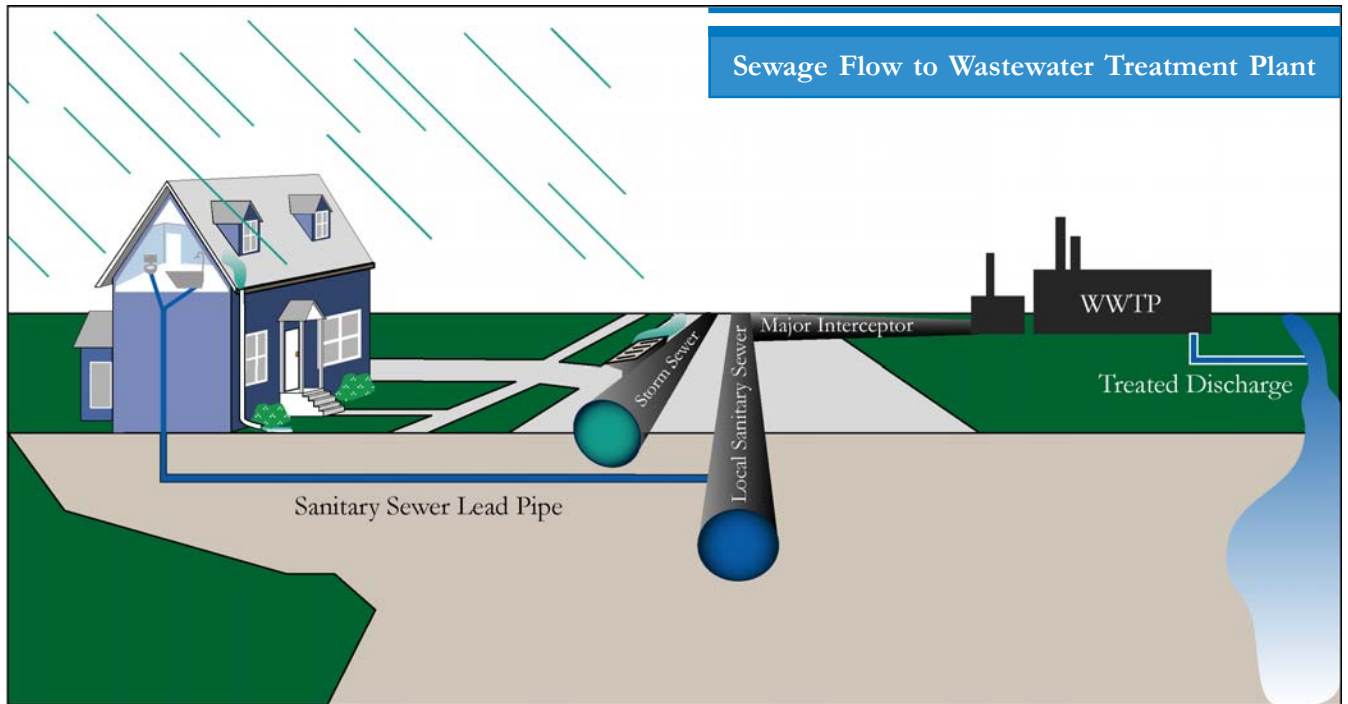 Sewage Flow to Wastewater Treatment Plant
WWTP
Major Interceptor
Storm Sewer
Local Sanitary Sewer
Treated Discharge
Sanitary Sewer Lead Pipe